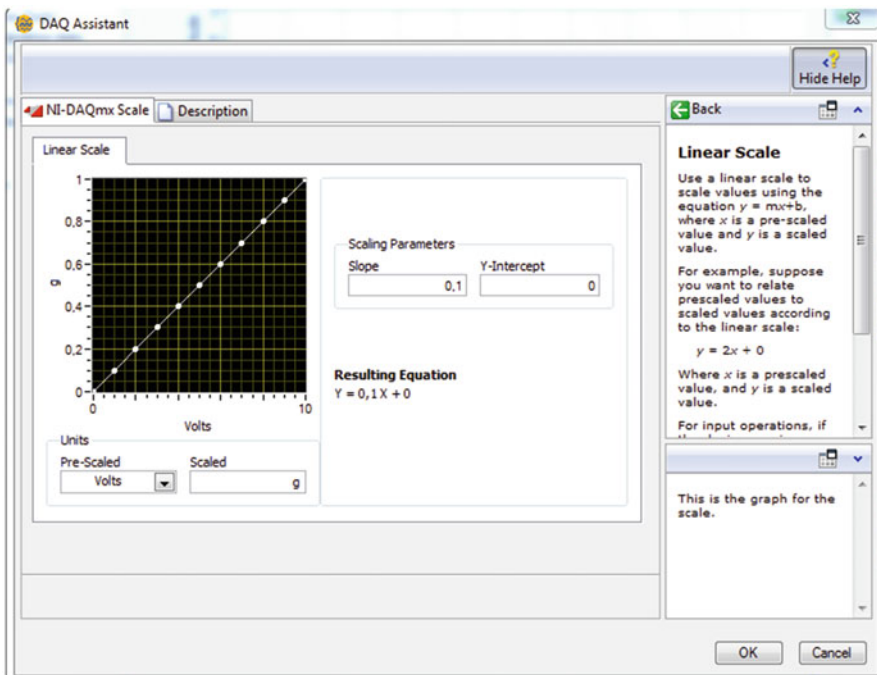 DAQ Assistant
Hide Help
NI-DAQmx Scale
Description
Linear Scale
1
0,8
0,6
0,4
0,2
0
g
0
10
Volts
Units
Pre-Scaled
Scaled
Volts
g
Scaling Parameters
Slope
Y-Intercept
0,1
0
Resulting Equation
Y = 0,1X + 0
Back
Linear Scale
Use a linear scale to
scale values using the
equation y = mx+b,
where x is a pre-scaled
value and y is a scaled
value.
For example, suppose
you want to relate
prescaled values to
scaled values according
to the linear scale:
y = 2x + 0
Where x is a prescaled
value, and y is a scaled
value.
For input operations, if
This is the graph for the
scale.
OK
Cancel